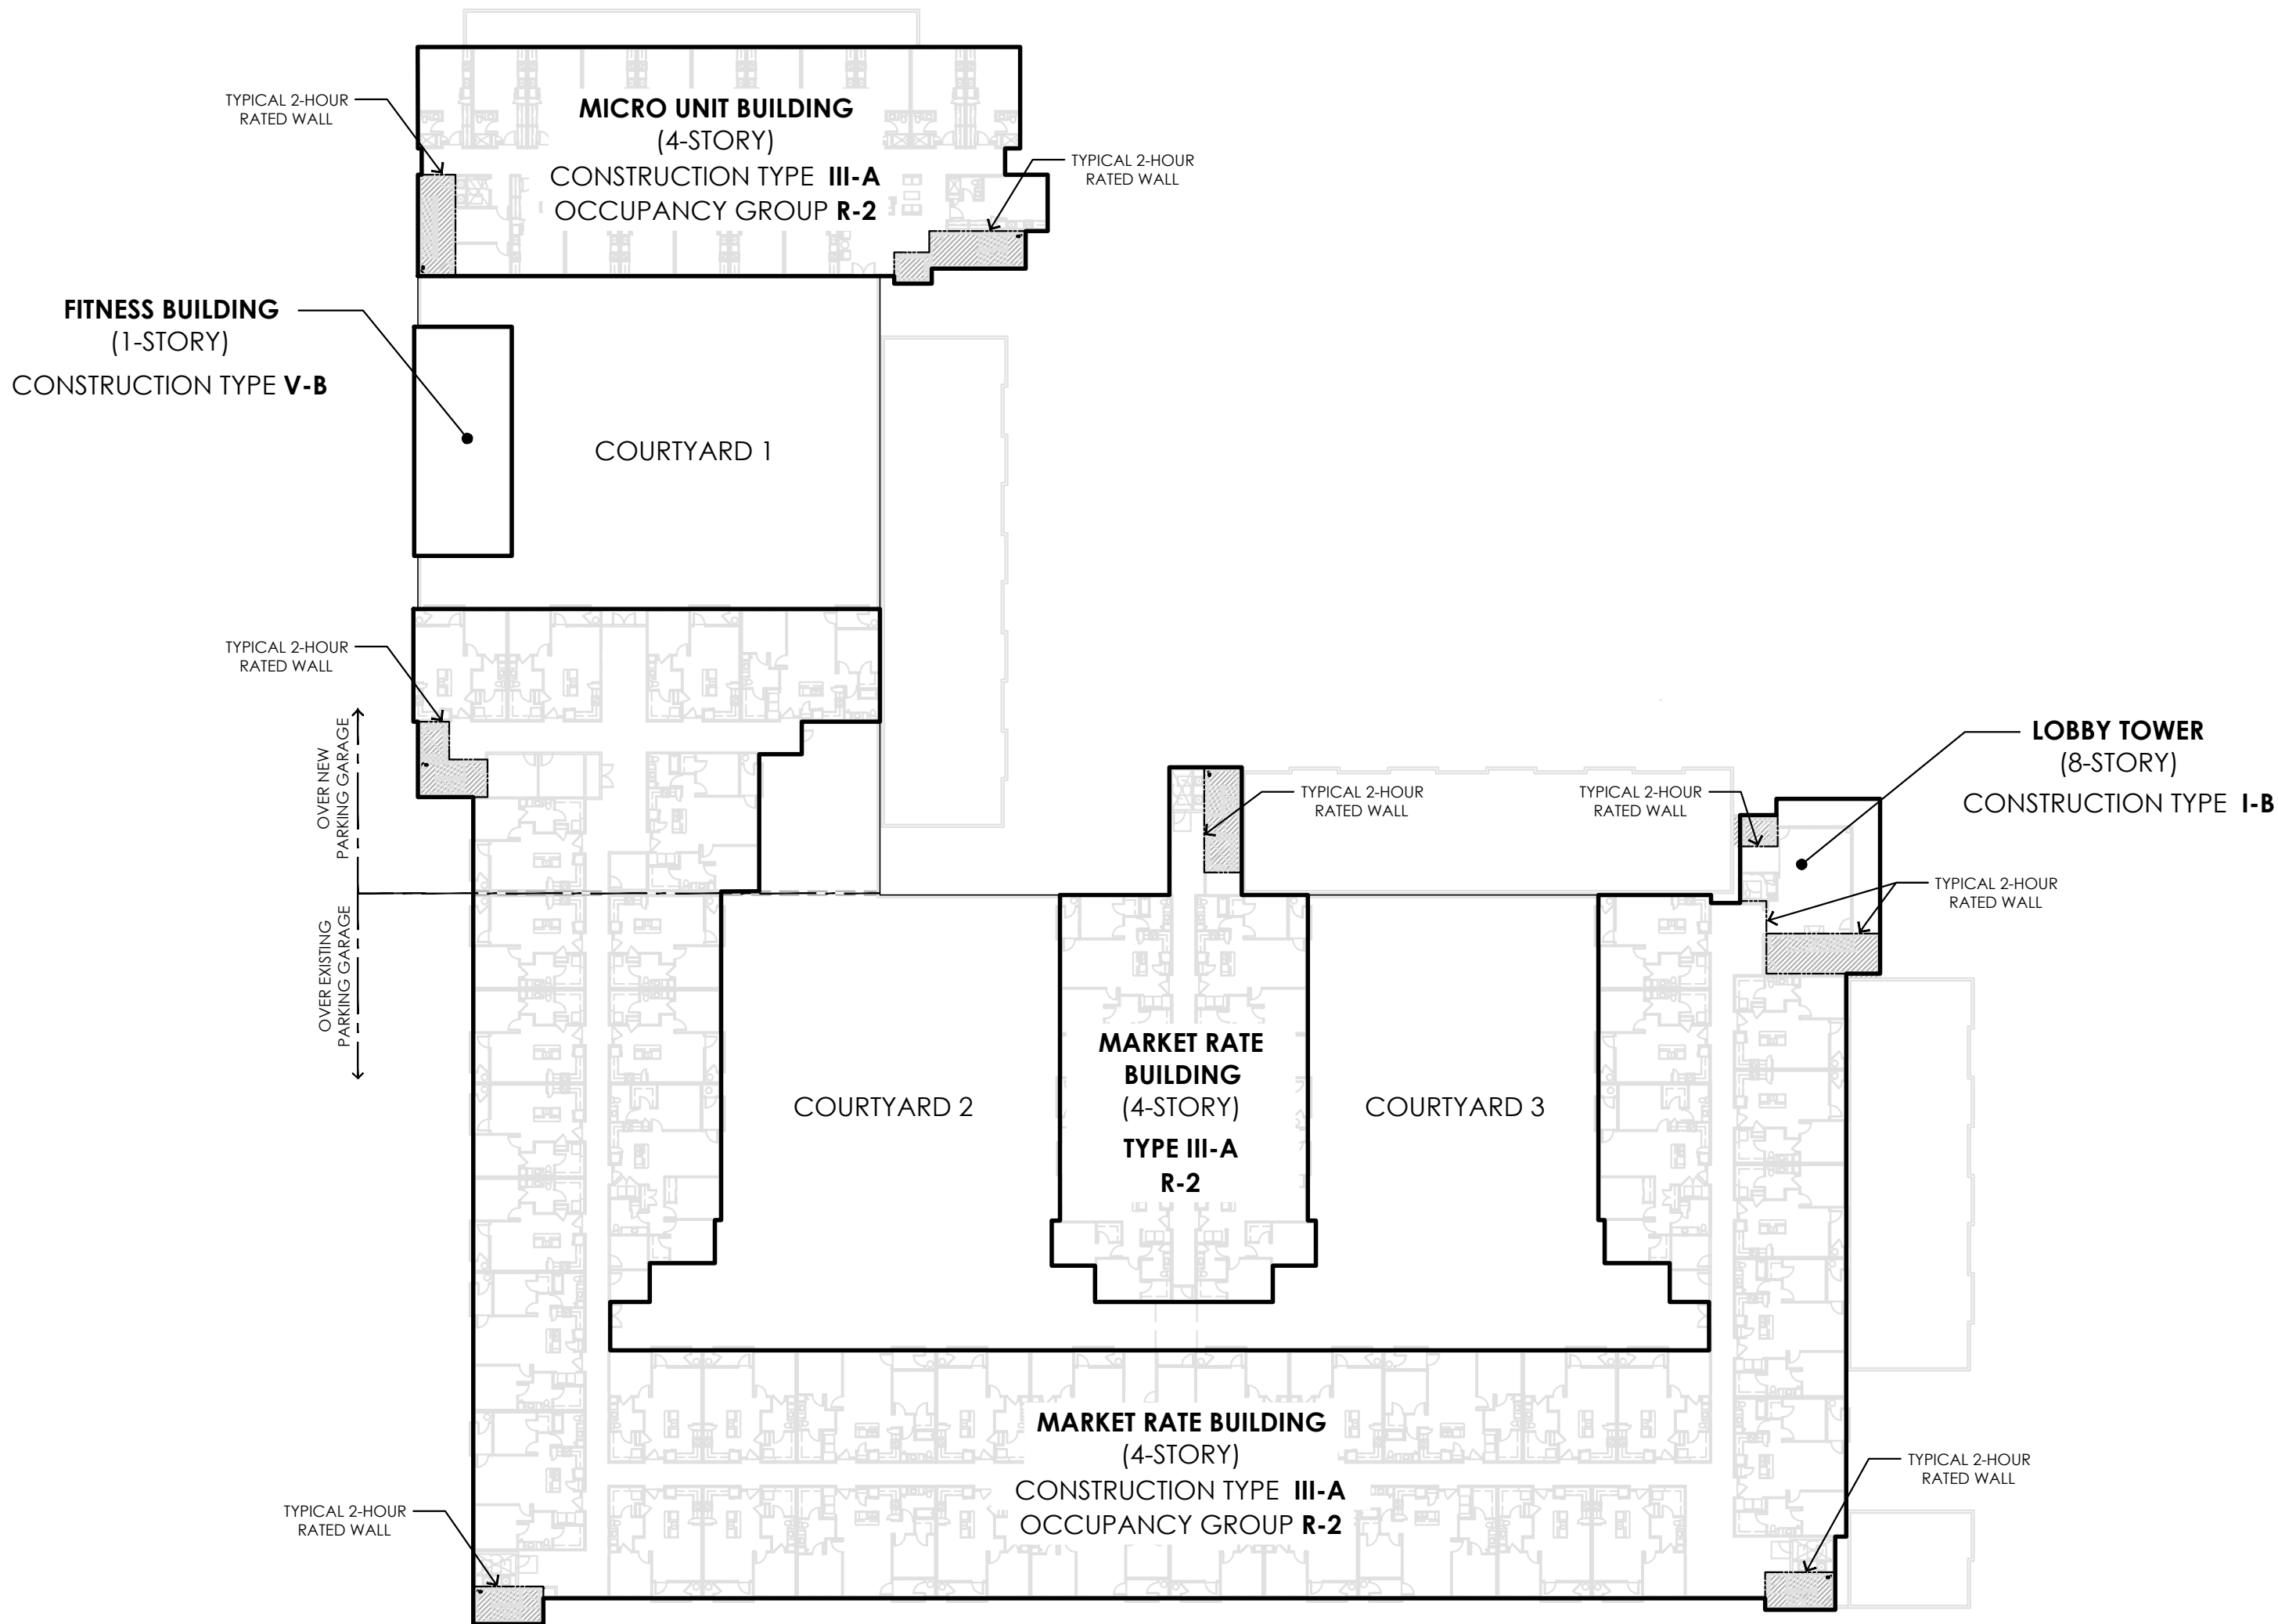 TYPICAL 2-HOUR
RATED WALL
MICRO UNIT BUILDING
(4-STORY)
CONSTRUCTION TYPE III-A
OCCUPANCY GROUP R-2
TYPICAL 2-HOUR
RATED WALL
FITNESS BUILDING
(1-STORY)
CONSTRUCTION TYPE V-B
COURTYARD 1
TYPICAL 2-HOUR
RATED WALL
OVER NEW
PARKING GARAGE
OVER EXISTING
PARKING GARAGE
TYPICAL 2-HOUR
RATED WALL
TYPICAL 2-HOUR
RATED WALL
LOBBY TOWER
(8-STORY)
CONSTRUCTION TYPE I-B
TYPICAL 2-HOUR
RATED WALL
COURTYARD 2
MARKET RATE
BUILDING
(4-STORY)
TYPE III-A
R-2
COURTYARD 3
MARKET RATE BUILDING
(4-STORY)
CONSTRUCTION TYPE III-A
OCCUPANCY GROUP R-2
TYPICAL 2-HOUR
RATED WALL
TYPICAL 2-HOUR
RATED WALL